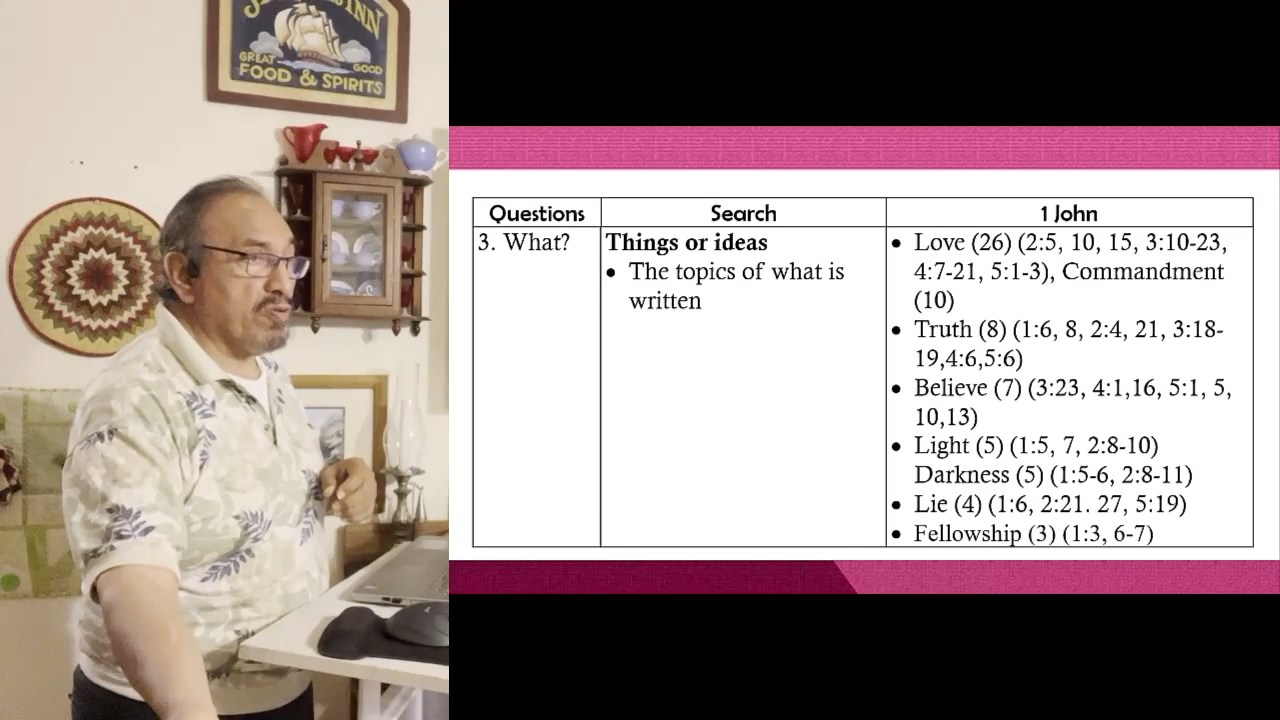 INN
GREAT GOOD
FOOD & SPIRITS
Questions Search 1 John
3. What? Things or ideas
• The topics of what is
written
• Love (26) (2:5, 10, 15, 3:10-23,
4:7-21, 5:1-3), Commandment
(10)
• Truth (8) (1:6, 8, 2:4, 21, 3:18-
19,4:6,5:6)
• Believe (7) (3:23, 4:1,16, 5:1, 5,
10,13)
• Light (5) (1:5, 7, 2:8-10)
Darkness (5) (1:5-6, 2:8-11)
• Lie (4) (1:6, 2:21. 27, 5:19)
• Fellowship (3) (1:3, 6-7)